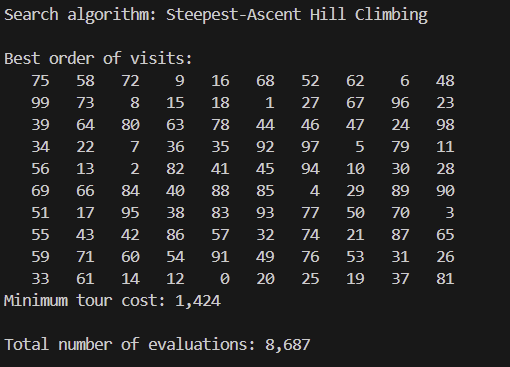 Search algorithm: Steepest-Ascent Hill Climbing
Best order of visits:
75 58 72 9 16 68 52 62 6 48
99 73 8 15 18 1 27 67 96 23
39 64 80 63 78 44 46 47 24 98
34 22 7 36 35 92 97 5 79 11
56 13 2 82 41 45 94 10 30 28
69 66 84 40 88 85 4 29 89 90
51 17 95 38 83 93 77 50 70 3
55 43 42 86 57 32 74 21 87 65
59 71 60 54 91 49 76 53 31 26
33 61 14 12 0 20 25 19 37 81
Minimum tour cost: 1,424
Total number of evaluations: 8,687